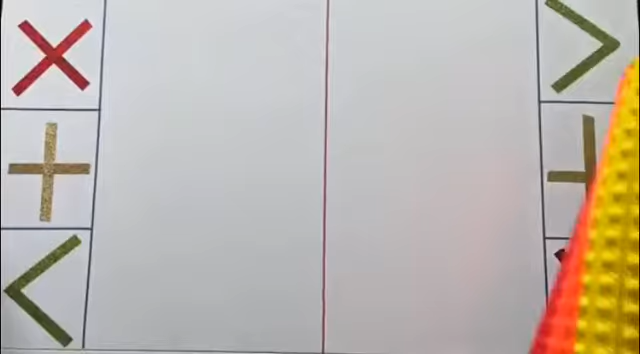 × >
+ +
<